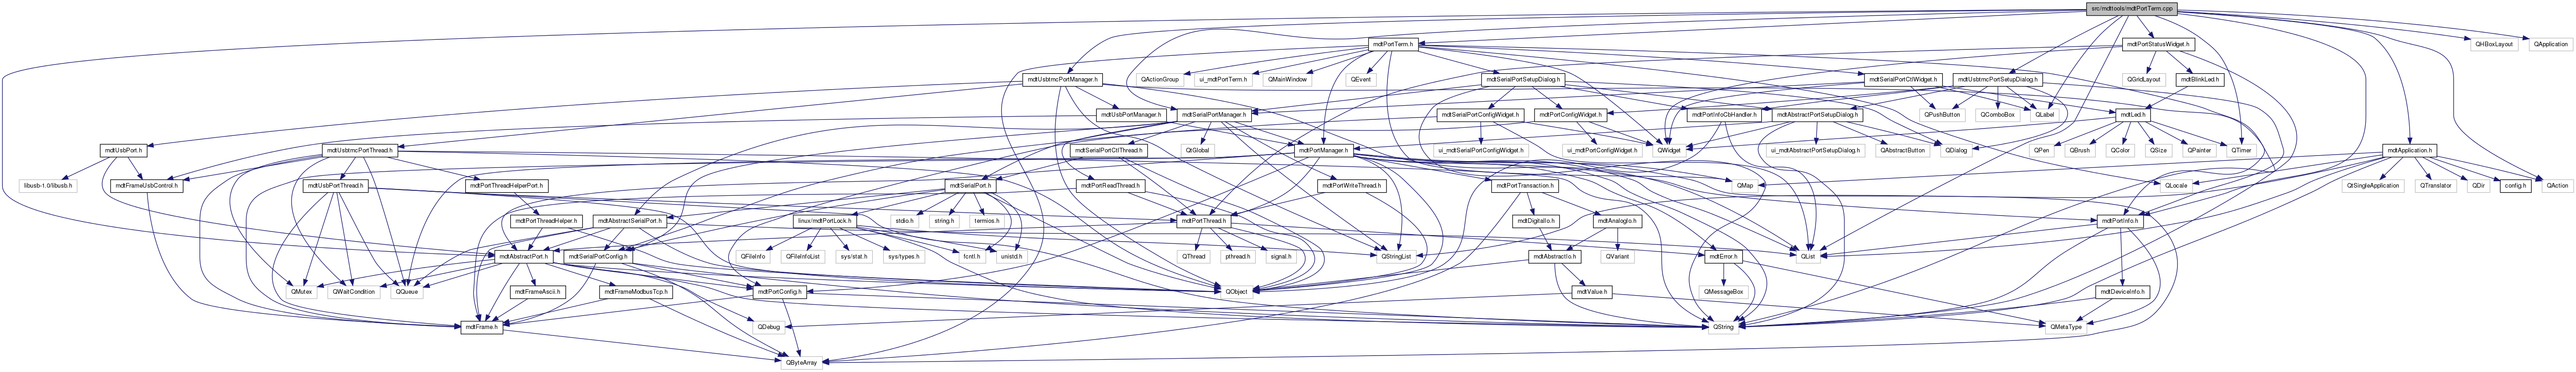 src/mdttools/mdtPortTerm.cpp
mdtPortTerm.h
mdtPortStatusWidget.h
QHBoxLayout
QApplication
mdtUsbtmcPortManager.h
QActionGroup
ui_mdtPortTerm.h
QMainWindow
QEvent
mdtSerialPortSetupDialog.h
mdtSerialPortCtlWidget.h
mdtUsbtmcPortSetupDialog.h
QGridLayout
mdtBlinkLed.h
mdtUsbPortManager.h
mdtSerialPortManager.h
mdtSerialPortConfigWidget.h
mdtPortConfigWidget.h
mdtPortInfoCbHandler.h
mdtAbstractPortSetupDialog.h
QPushButton
QComboBox
QLabel
mdtLed.h
mdtUsbPort.h
mdtUsbtmcPortThread.h
mdtSerialPortCtlThread.h
QtGlobal
mdtPortManager.h
ui_mdtSerialPortConfigWidget.h
ui_mdtPortConfigWidget.h
QWidget
ui_mdtAbstractPortSetupDialog.h
QAbstractButton
QDialog
QPen
QBrush
QColor
QSize
QPainter
QTimer
mdtApplication.h
libusb-1.0/libusb.h
mdtFrameUsbControl.h
mdtUsbPortThread.h
mdtPortThreadHelperPort.h
mdtSerialPort.h
mdtPortReadThread.h
mdtPortWriteThread.h
mdtPortTransaction.h
QMap
QLocale
QtSingleApplication
QTranslator
QDir
config.h
QAction
mdtPortThreadHelper.h
mdtAbstractSerialPort.h
linux/mdtPortLock.h
stdio.h
string.h
termios.h
mdtPortThread.h
mdtDigitalIo.h
mdtAnalogIo.h
mdtPortInfo.h
mdtAbstractPort.h
mdtSerialPortConfig.h
QFileInfo
QFileInfoList
sys/stat.h
sys/types.h
fcntl.h
unistd.h
QStringList
QThread
pthread.h
signal.h
mdtAbstractIo.h
QVariant
mdtError.h
QList
QMutex
QWaitCondition
QQueue
mdtFrameAscii.h
mdtFrameModbusTcp.h
mdtPortConfig.h
QObject
mdtValue.h
QMessageBox
mdtDeviceInfo.h
mdtFrame.h
QDebug
QString
QMetaType
QByteArray